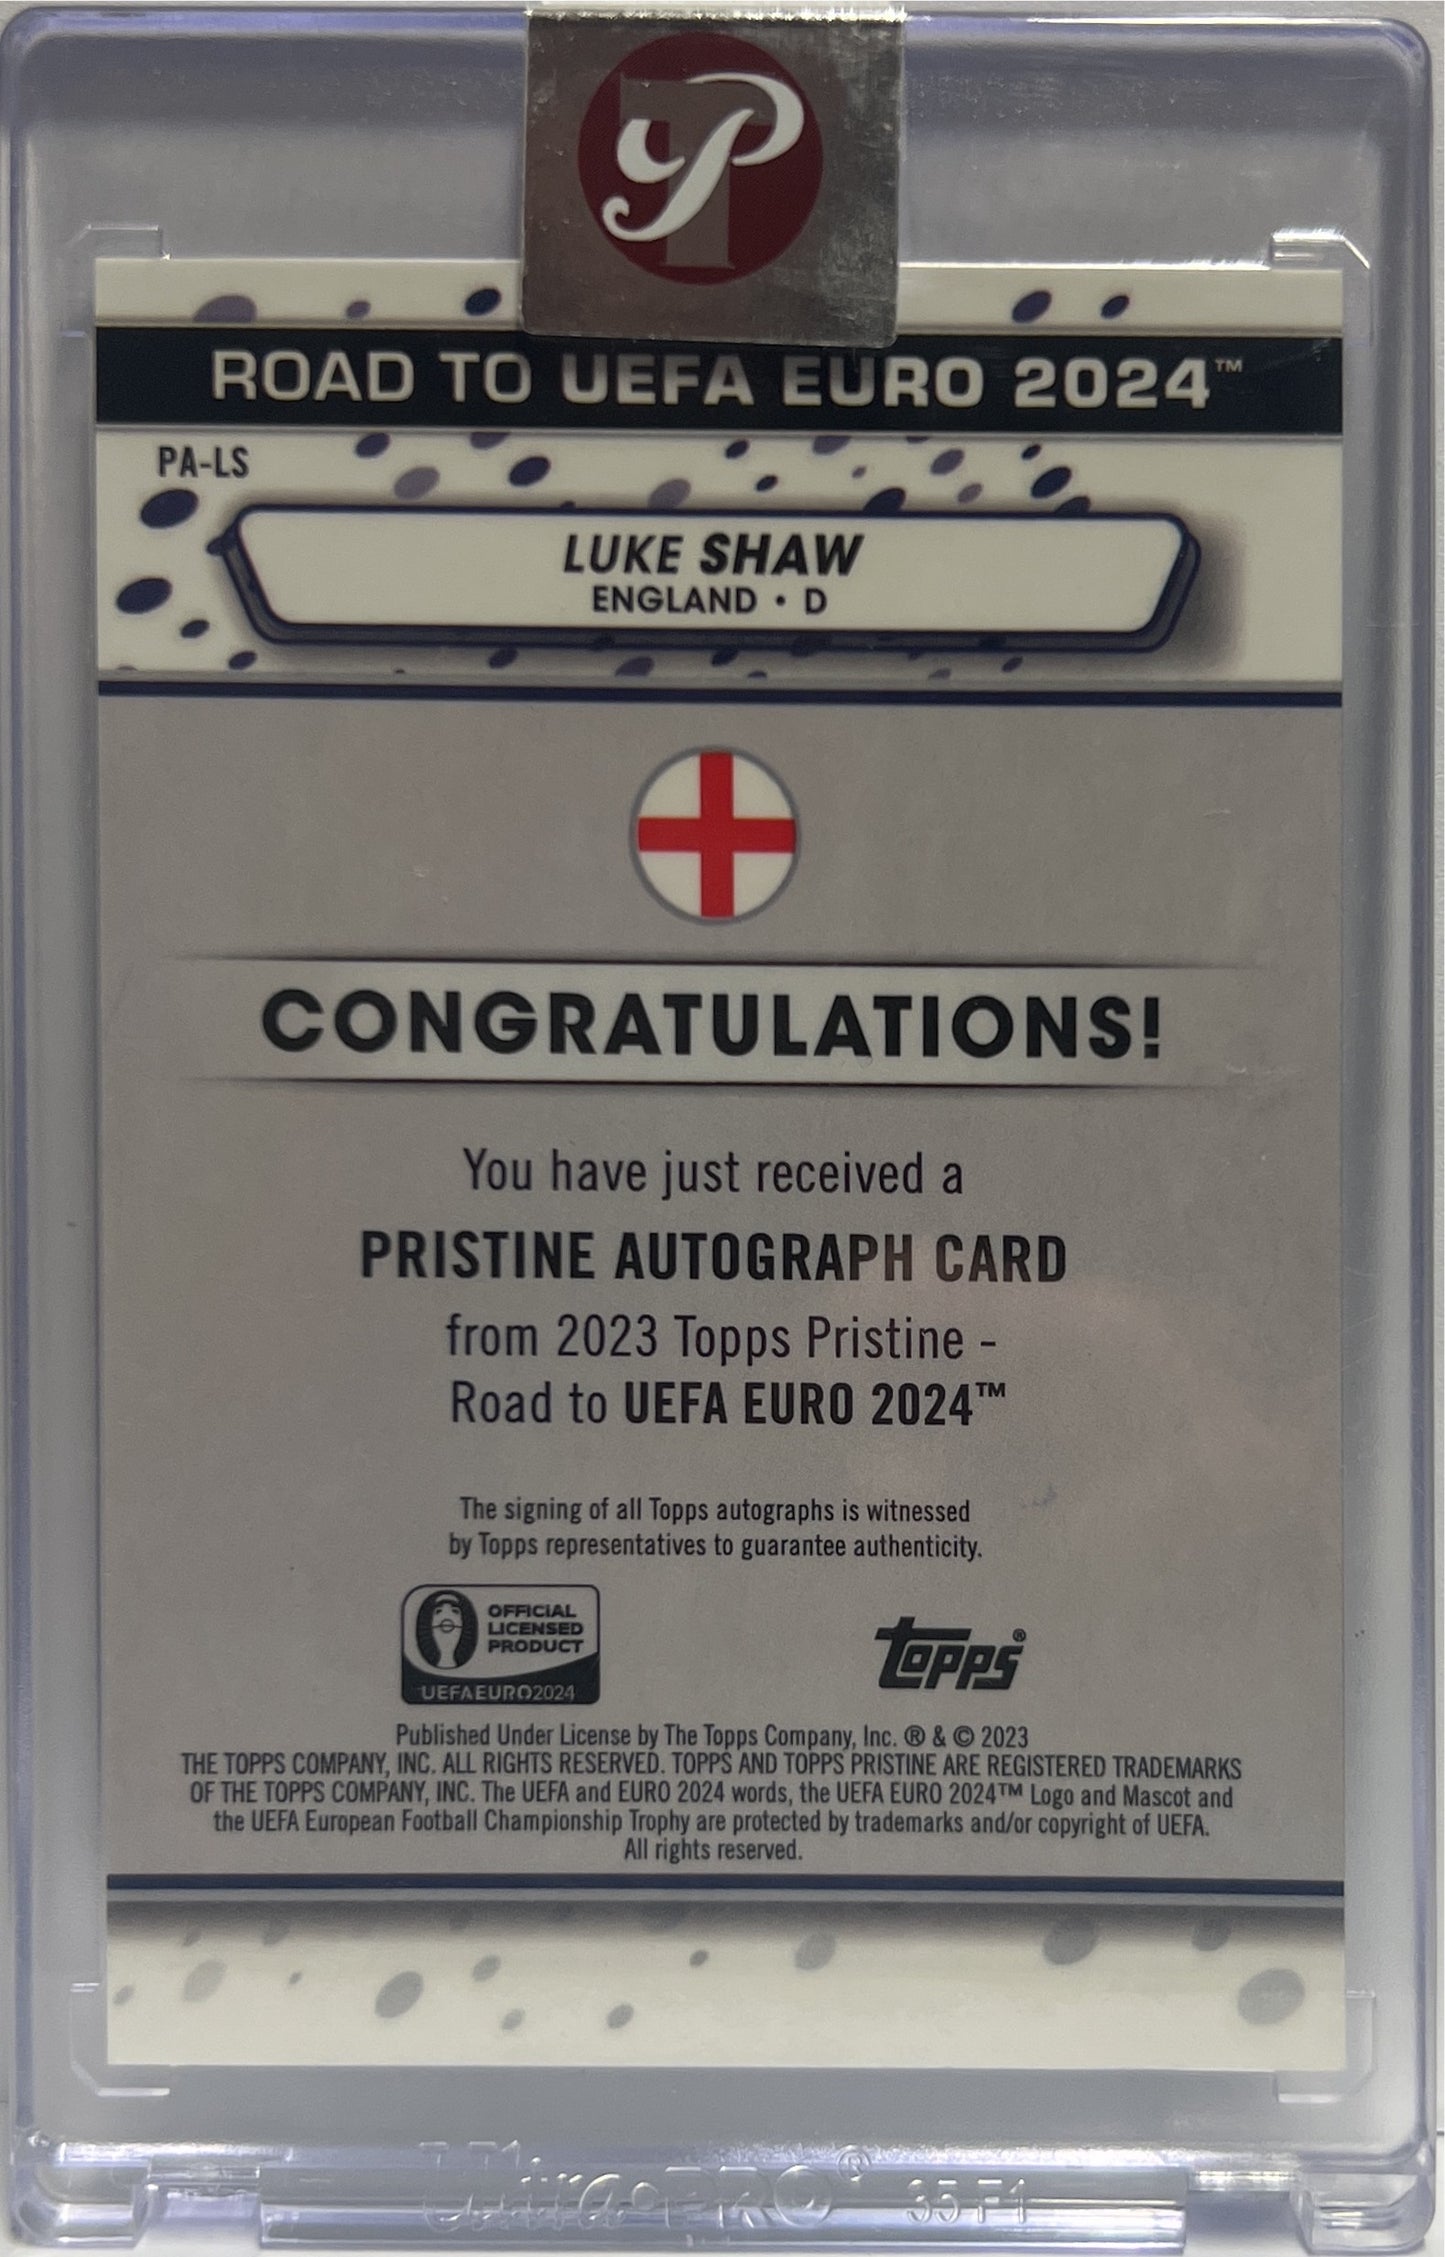 P
ROAD TO UEFA EURO 2024™
PA-LS
LUKE SHAW
ENGLAND • D
CONGRATULATIONS!
You have just received a
PRISTINE AUTOGRAPH CARD
from 2023 Topps Pristine -
Road to UEFA EURO 2024™
The signing of all Topps autographs is witnessed
by Topps representatives to guarantee authenticity.
OFFICIAL
LICENSED
PRODUCT
UEFAEURO2024
topps®
Published Under License by The Topps Company, Inc. ® & © 2023
THE TOPPS COMPANY, INC. ALL RIGHTS RESERVED. TOPPS AND TOPPS PRISTINE ARE REGISTERED TRADEMARKS
OF THE TOPPS COMPANY, INC. The UEFA and EURO 2024 words, the UEFA EURO 2024™ Logo and Mascot and
the UEFA European Football Championship Trophy are protected by trademarks and/or copyright of UEFA.
All rights reserved.
Ultra•PRO® 35F1